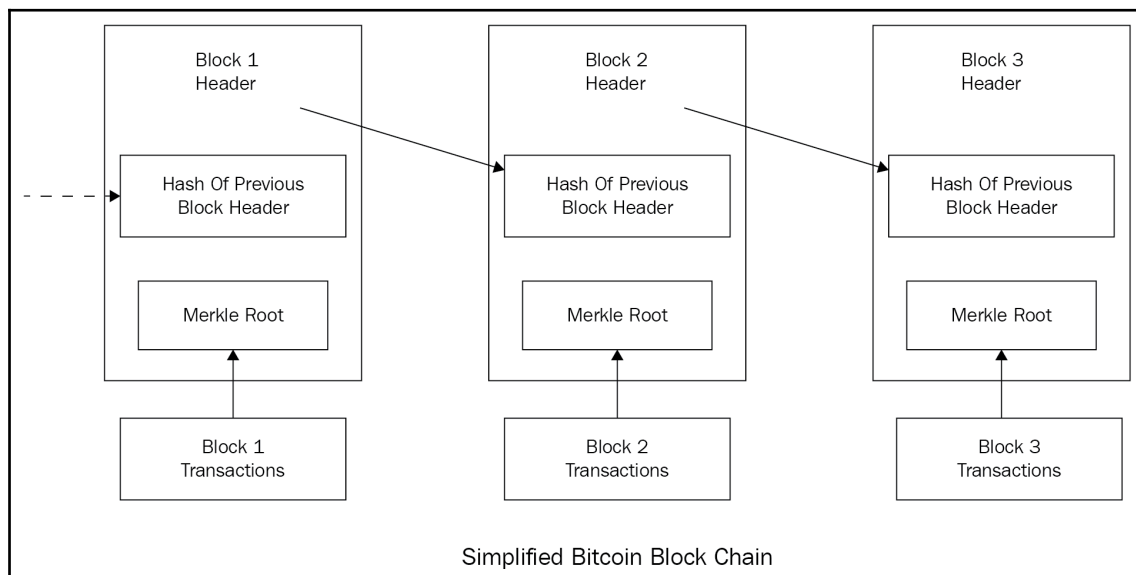 Block 1
Header
Block 2
Header
Block 3
Header
Hash Of Previous
Block Header
Hash Of Previous
Block Header
Hash Of Previous
Block Header
Merkle Root
Merkle Root
Merkle Root
Block 1
Transactions
Block 2
Transactions
Block 3
Transactions
Simplified Bitcoin Block Chain